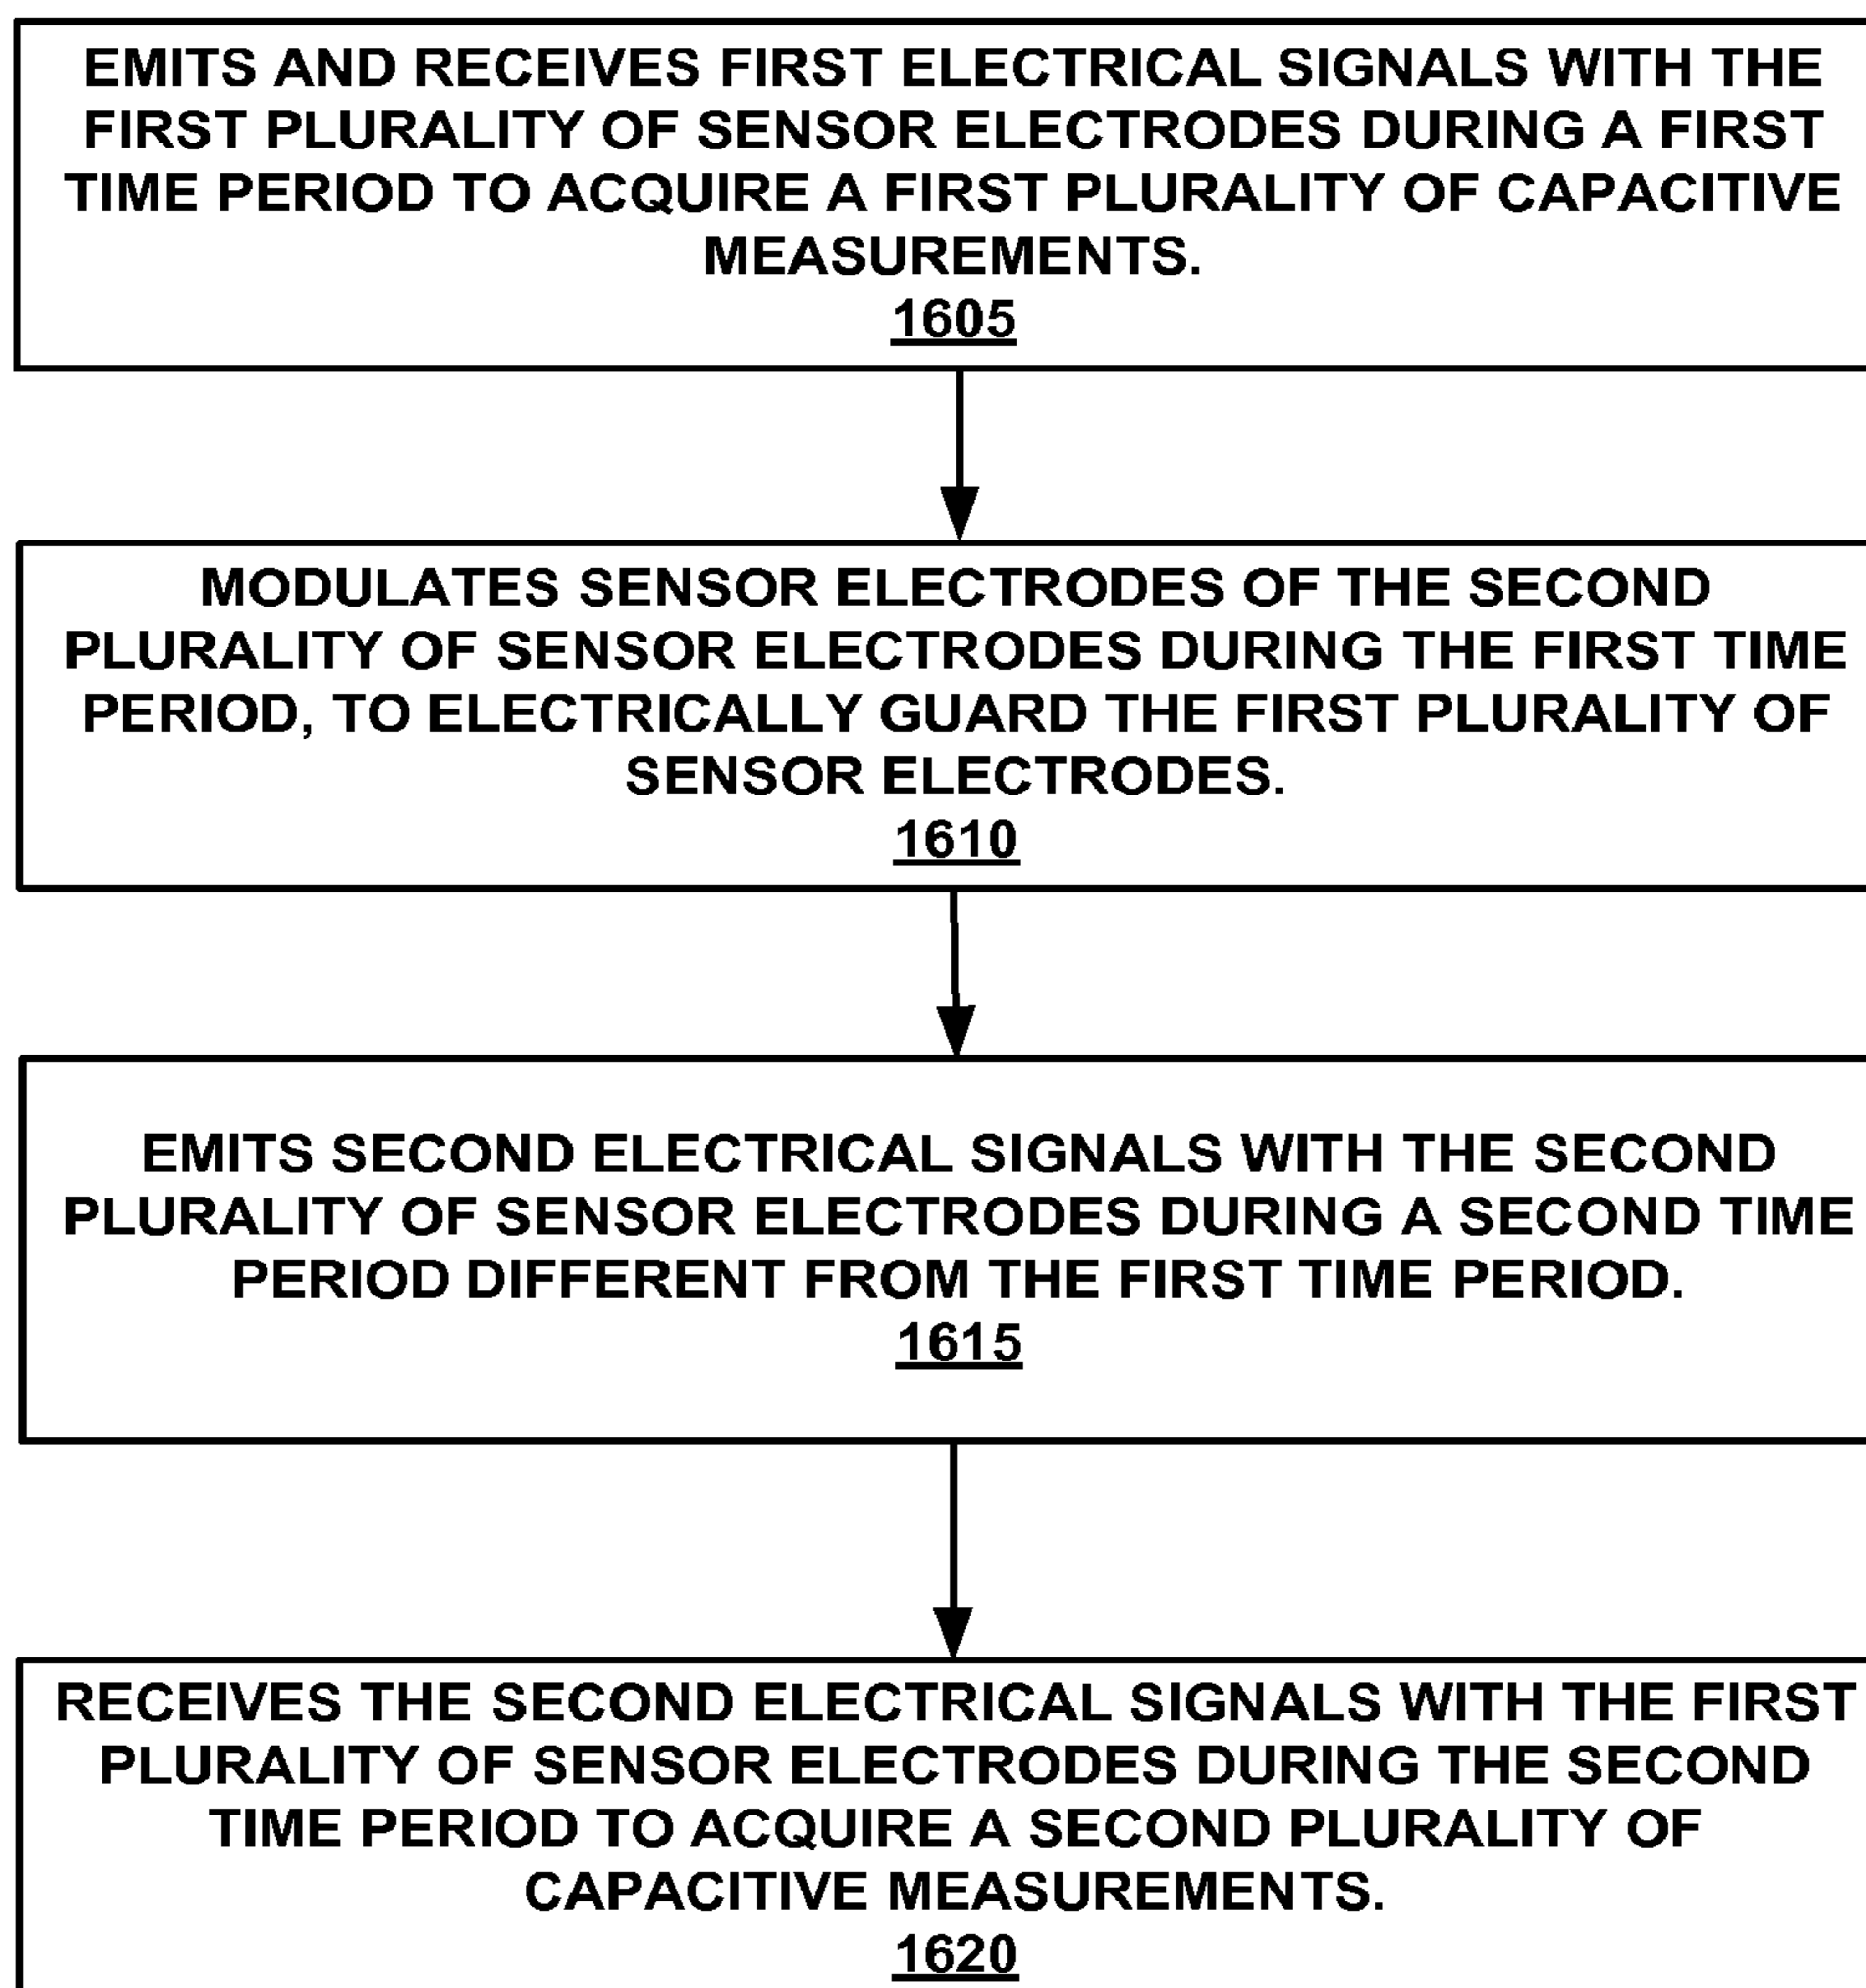 EMITS AND RECEIVES FIRST ELECTRICAL SIGNALS WITH THE
FIRST PLURALITY OF SENSOR ELECTRODES DURING A FIRST
TIME PERIOD TO ACQUIRE A FIRST PLURALITY OF CAPACITIVE
MEASUREMENTS.
1605
MODULATES SENSOR ELECTRODES OF THE SECOND
PLURALITY OF SENSOR ELECTRODES DURING THE FIRST TIME
PERIOD, TO ELECTRICALLY GUARD THE FIRST PLURALITY OF
SENSOR ELECTRODES.
1610
EMITS SECOND ELECTRICAL SIGNALS WITH THE SECOND
PLURALITY OF SENSOR ELECTRODES DURING A SECOND TIME
PERIOD DIFFERENT FROM THE FIRST TIME PERIOD.
1615
RECEIVES THE SECOND ELECTRICAL SIGNALS WITH THE FIRST
PLURALITY OF SENSOR ELECTRODES DURING THE SECOND
TIME PERIOD TO ACQUIRE A SECOND PLURALITY OF
CAPACITIVE MEASUREMENTS.
1620